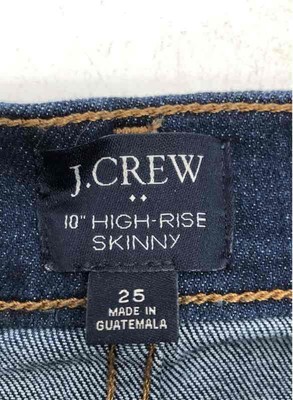 J.CREW
10" HIGH-RISE
SKINNY
25
MADE IN
GUATEMALA